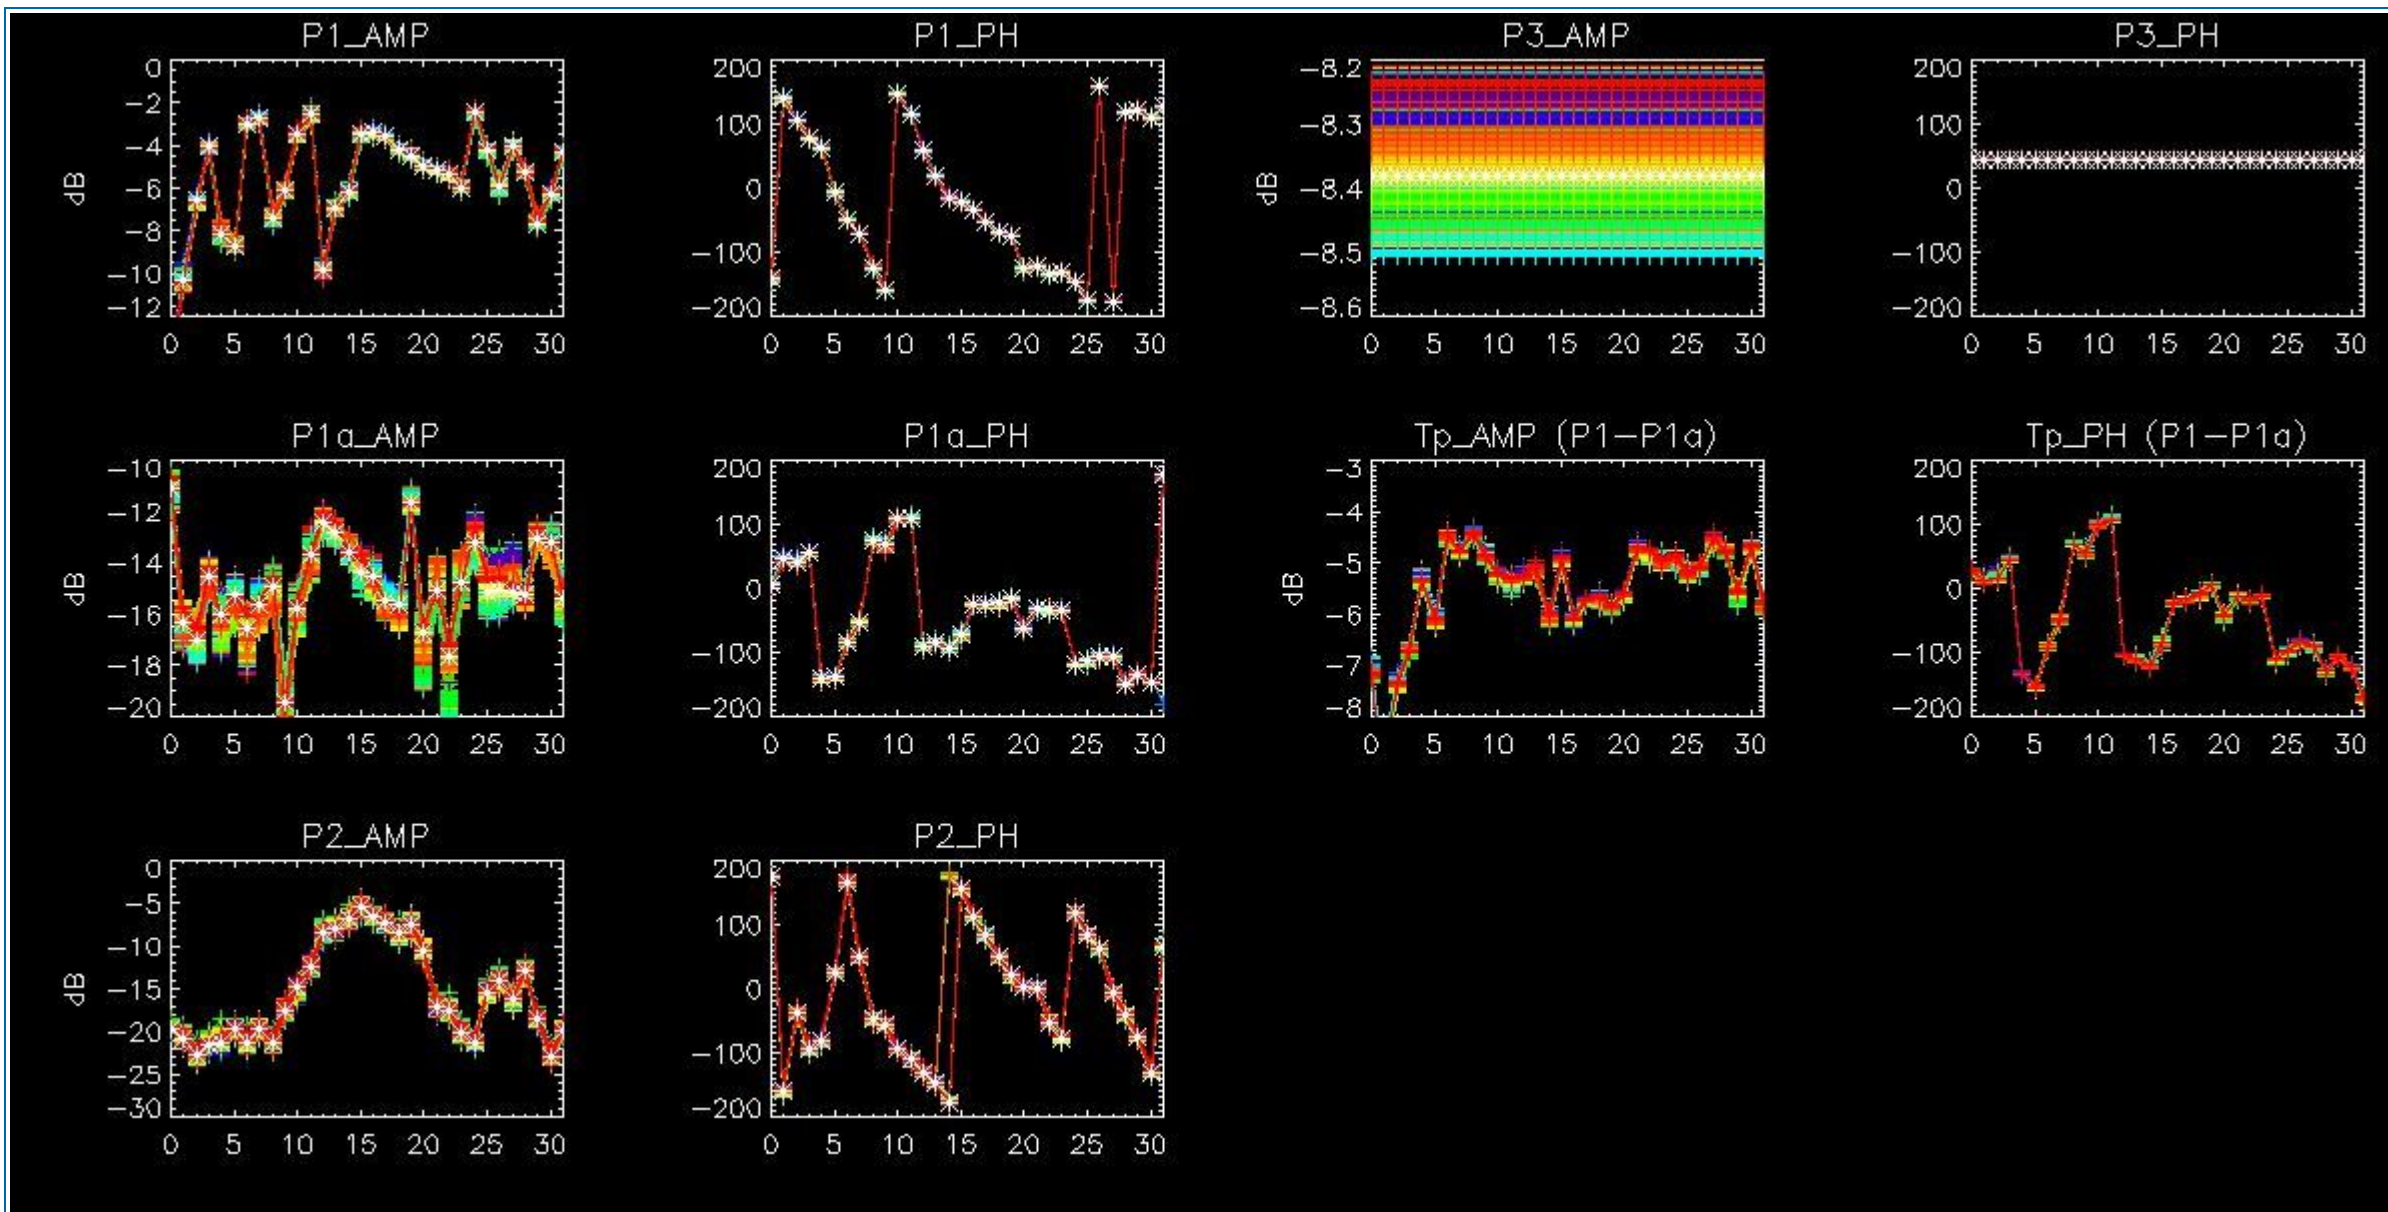 P1_AMP P1_PH P3_AMP P3_PH
0 200 -8.2 200
-2 100 -8.3 100
-4 0 -8.4 0
-6 -100 -8.5 -100
-8 -200 -8.6 -200
-10
-12
dB dB
0 5 10 15 20 25 30 0 5 10 15 20 25 30 0 5 10 15 20 25 30 0 5 10 15 20 25 30
P1a_AMP P1a_PH Tp_AMP (P1-P1a) Tp_PH (P1-P1a)
-10 200 -3 200
-12 100 -4 100
-14 0 -5 0
-16 -100 -6 -100
-18 -200 -7 -200
-20 -8
dB dB
0 5 10 15 20 25 30 0 5 10 15 20 25 30 0 5 10 15 20 25 30 0 5 10 15 20 25 30
P2_AMP P2_PH
0 200
-5 100
-10 0
-15 -100
-20 -200
-25
-30
dB
0 5 10 15 20 25 30 0 5 10 15 20 25 30